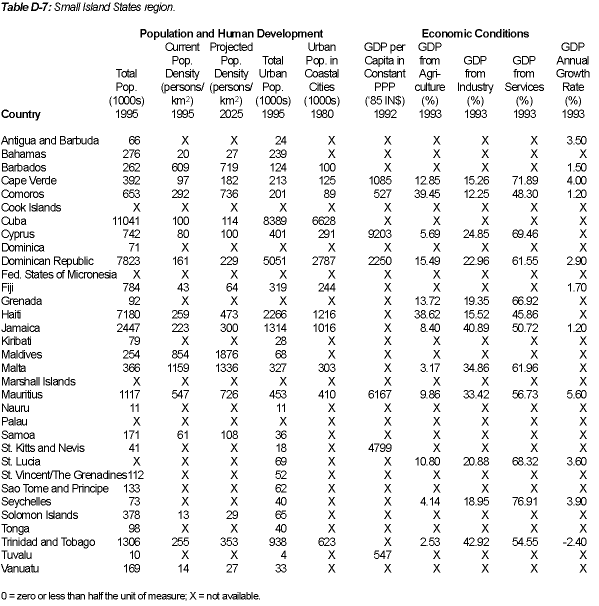 Table D-7: Small Island States region.
Population and Human Development Economic Conditions
Current Projected Urban GDP per GDP GDP
Pop. Pop. Total Pop. in Capita in from GDP GDP Annual
Total Density Density Urban Coastal Constant Agri- from from Growth
Pop. (persons/ (persons/ Pop. Cities PPP culture Industry Services Rate
(1000s) km2) km2) (1000s) (1000s) ('85 IN$) (%) (%) (%) (%)
Country 1995 1995 2025 1995 1980 1992 1993 1993 1993 1993
Antigua and Barbuda 66 X X 24 X X X X X 3.50
Bahamas 276 20 27 239 X X X X X X
Barbados 262 609 719 124 100 X X X X 1.50
Cape Verde 392 97 182 213 125 1085 12.85 15.26 71.89 4.00
Comoros 653 292 736 201 89 527 39.45 12.25 48.30 1.20
Cook Islands X X X X X X X X X X
Cuba 11041 100 114 8389 6628 X X X X X
Cyprus 742 80 100 401 291 9203 5.69 24.85 69.46 X
Dominica 71 X X X X X X X X X
Dominican Republic 7823 161 229 5051 2787 2250 15.49 22.96 61.55 2.90
Fed. States of Micronesia X X X X X X X X X X
Fiji 784 43 64 319 244 X X X X 1.70
Grenada 92 X X X X X 13.72 19.35 66.92 X
Haiti 7180 259 473 2266 1216 X 38.62 15.52 45.86 X
Jamaica 2447 223 300 1314 1016 X 8.40 40.89 50.72 1.20
Kiribati 79 X X 28 X X X X X X
Maldives 254 854 1876 68 X X X X X X
Malta 366 1159 1336 327 303 X 3.17 34.86 61.96 X
Marshall Islands X X X X X X X X X X
Mauritius 1117 547 726 453 410 6167 9.86 33.42 56.73 5.60
Nauru 11 X X 11 X X X X X X
Palau X X X X X X X X X X
Samoa 171 61 108 36 X X X X X X
St. Kitts and Nevis 41 X X 18 X 4799 X X X X
St. Lucia X X X 69 X X 10.80 20.88 68.32 3.60
St. Vincent/The Grenadines 112 X X 52 X X X X X X
Sao Tome and Principe 133 X X 62 X X X X X X
Seychelles 73 X X 40 X X 4.14 18.95 76.91 3.90
Solomon Islands 378 13 29 65 X X X X X X
Tonga 98 X X 40 X X X X X X
Trinidad and Tobago 1306 255 353 938 623 X 2.53 42.92 54.55 -2.40
Tuvalu 10 X X 4 X 547 X X X X
Vanuatu 169 14 27 33 X X X X X X
0 = zero or less than half the unit of measure; X = not available.